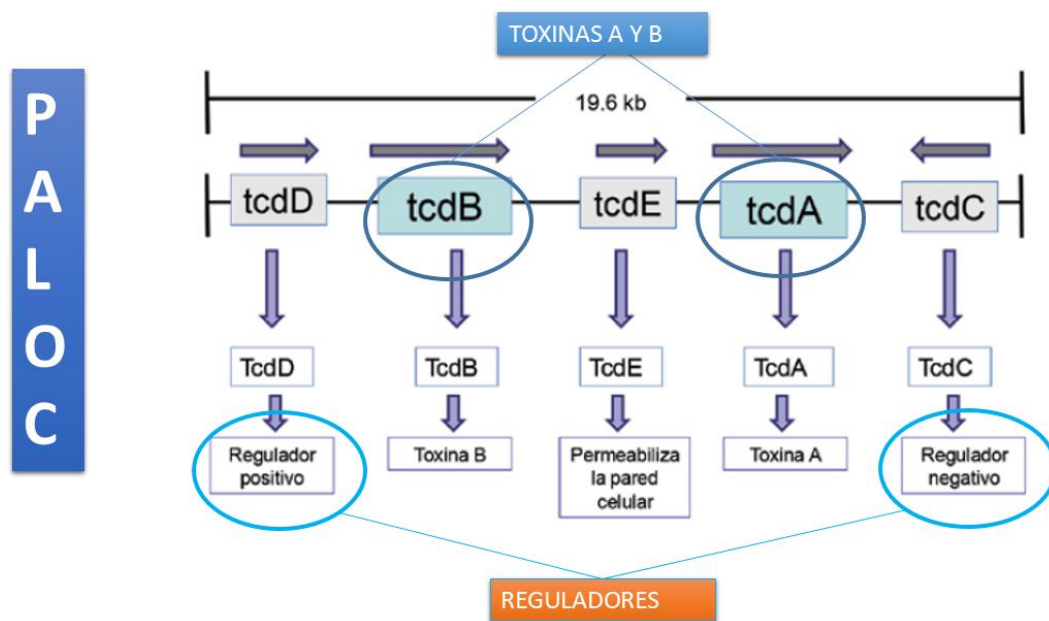 PALOC
TOXINAS A Y B
19.6 kb
tcdD
tcdB
tcdE
tcdA
tcdC
TcdD
TcdB
TcdE
TcdA
TcdC
Regulador
positivo
Toxina B
Permeabiliza
la pared
celular
Toxina A
Regulador
negativo
REGULADORES